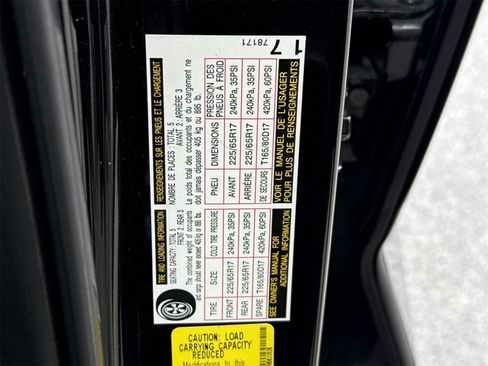 TIRE AND LOADING INFORMATION
SEATING CAPACITY: TOTAL 5
FRONT 2: REAR 3
The combined weight of occupants
and cargo should never exceed 405 kg or 895 lb.
TIRE SIZE COLD TIRE PRESSURE
FRONT 225/65R17 240kPa, 35PSI
REAR 225/65R17 240kPa, 35PSI
SPARE T165/80D17 420kPa, 60PSI
SEE OWNER'S MANUAL FOR
ADDITIONAL INFORMATION
RENSEIGNEMENTS SUR LES PNEUS ET LE CHARGEMENT
NOMBRE DE PLACES : TOTAL 5
AVANT 2: ARRIÈRE 3
Le poids total des occupants et du chargement ne
doit jamais dépasser 405 kg ou 895 lb.
PNEU DIMENSION PRESSION DES
PNEUS À FROID
AVANT 225/65R17 240kPa, 35PSI
ARRIÈRE 225/65R17 240kPa, 35PSI
DE SECOURS T165/80D17 420kPa, 60PSI
VOIR LE MANUEL DE L'USAGER
POUR PLUS DE RENSEIGNEMENTS
78171
17
CAUTION: LOAD
CARRYING CAPACITY
REDUCED
Modifications to this